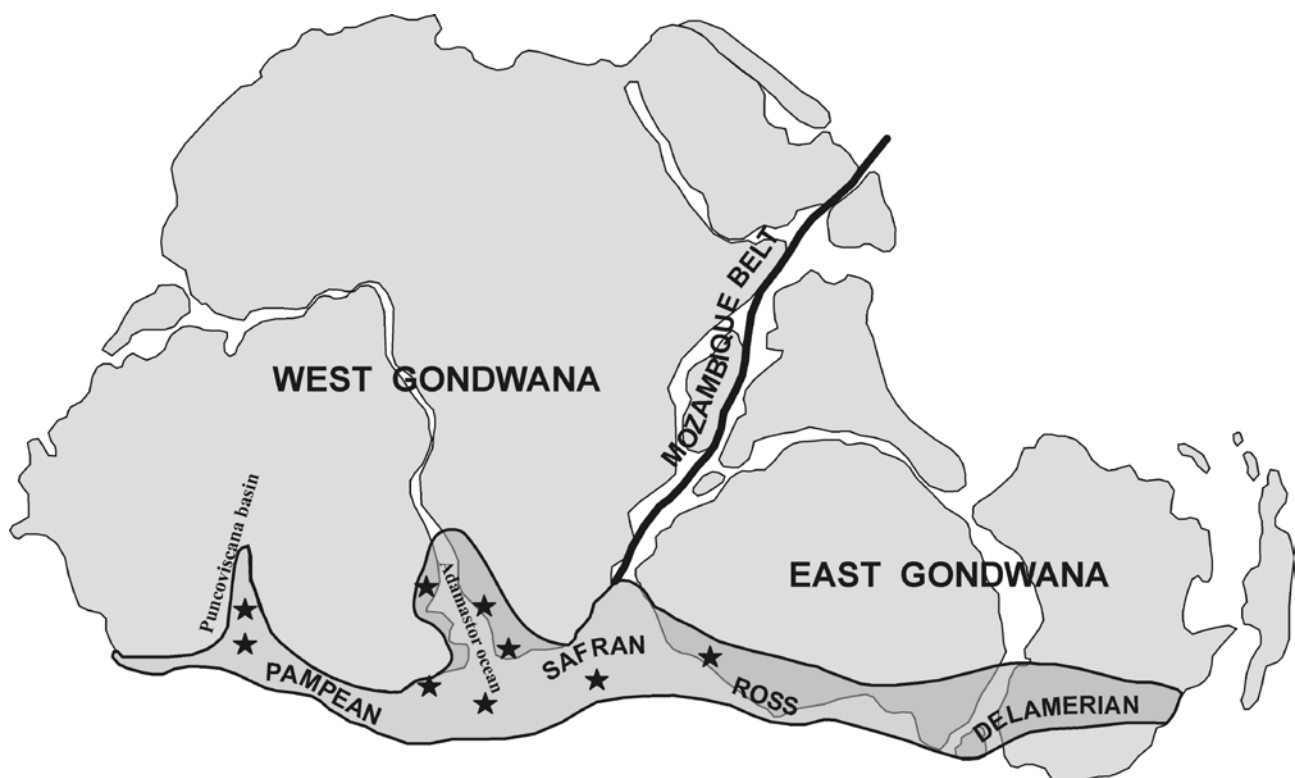 MOZAMBIQUE BELT
WEST GONDWANA
Puncoviscana basin
EAST GONDWANA
Adamastor ocean
SAFRAN
PAMPEAN
ROSS
DELAMERIAN